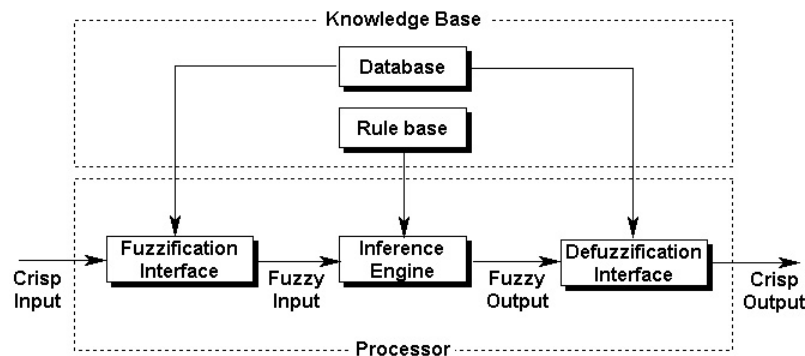 Knowledge Base
Database
Rule base
Fuzzification
Interface
Inference
Engine
Defuzzification
Interface
Crisp
Input
Fuzzy
Input
Fuzzy
Output
Crisp
Output
Processor